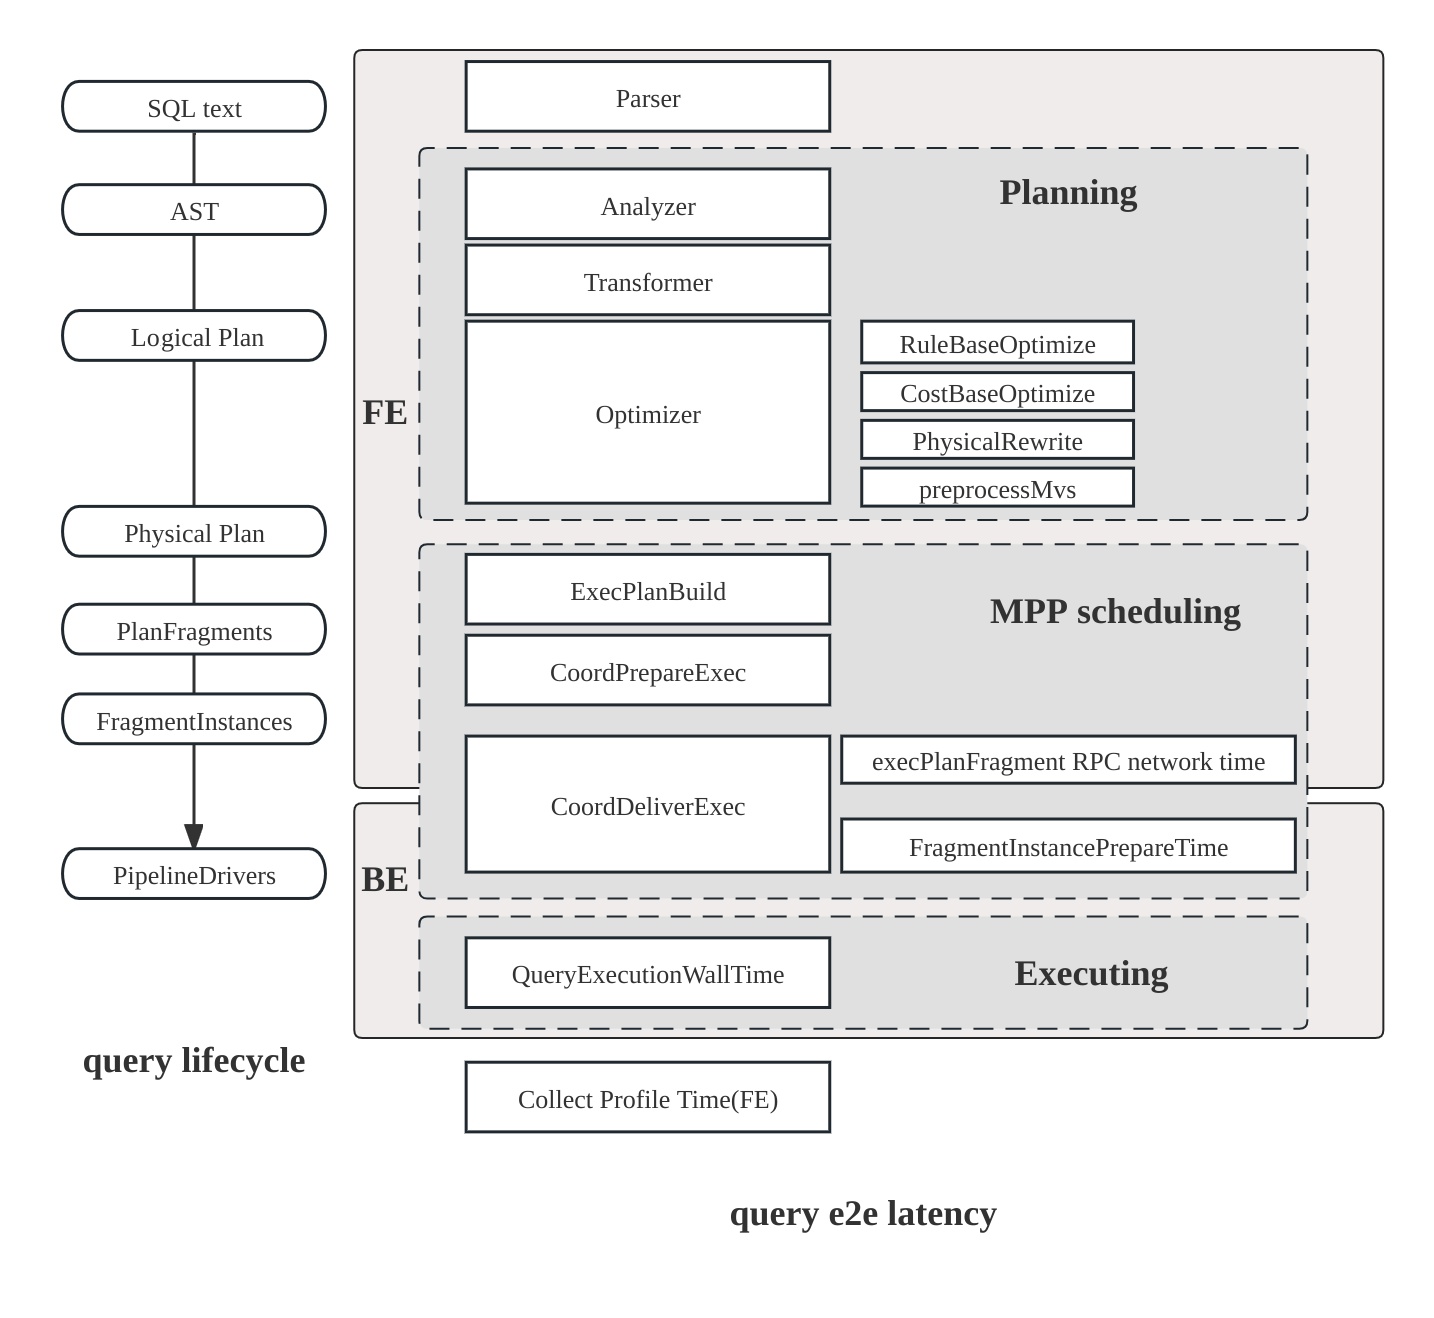 SQL text
AST
Logical Plan
Physical Plan
PlanFragments
FragmentInstances
PipelineDrivers
query lifecycle
FE
Parser
Planning
Analyzer
Transformer
Optimizer
RuleBaseOptimize
CostBaseOptimize
PhysicalRewrite
preprocessMvs
MPP scheduling
ExecPlanBuild
CoordPrepareExec
CoordDeliverExec
execPlanFragment RPC network time
FragmentInstancePrepareTime
BE
QueryExecutionWallTime
Executing
Collect Profile Time(FE)
query e2e latency